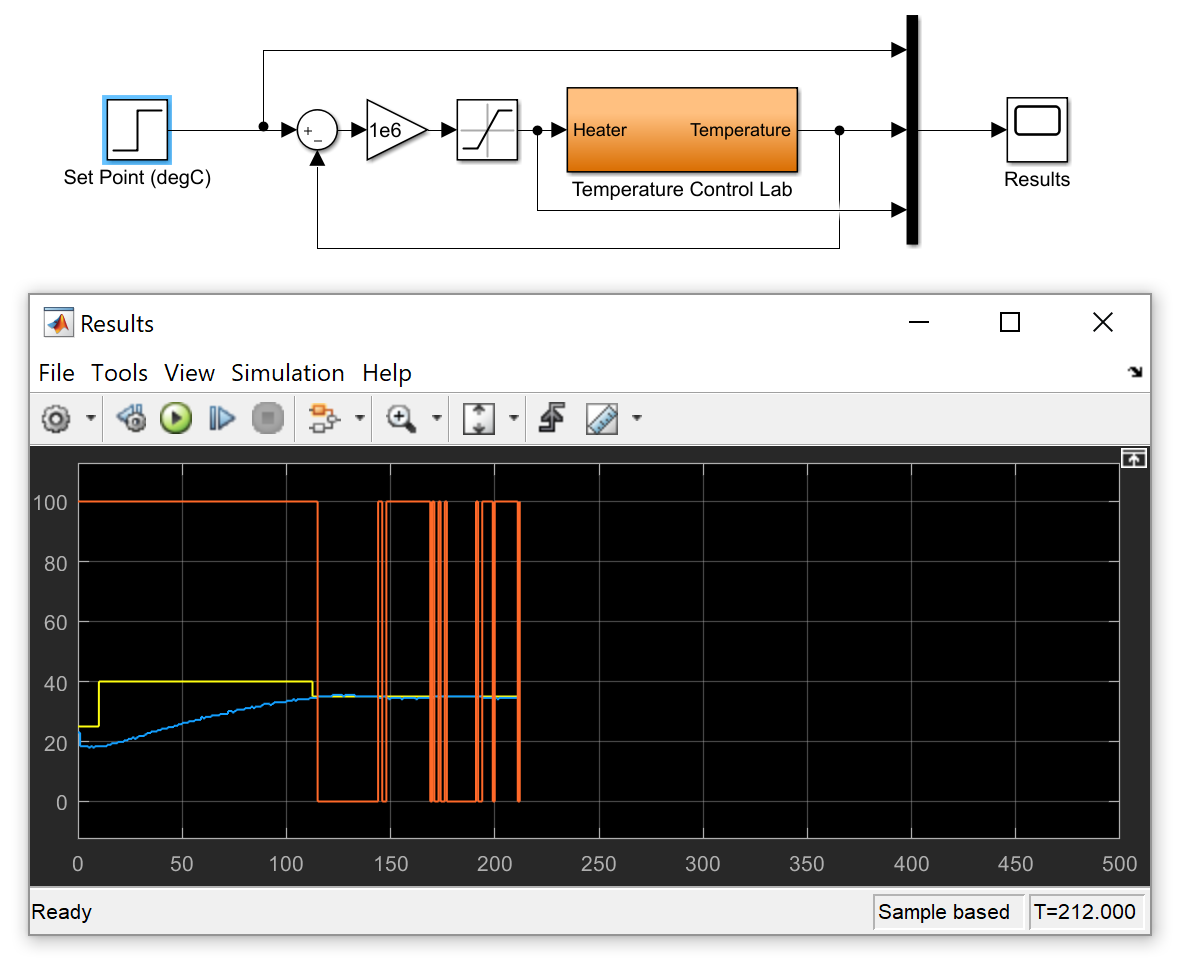 +
−
1e6
Heater
Temperature
Set Point (degC)
Temperature Control Lab
Results
Results
File Tools View Simulation Help
100
80
60
40
20
0
0 50 100 150 200 250 300 350 400 450 500
Ready
Sample based
T=212.000